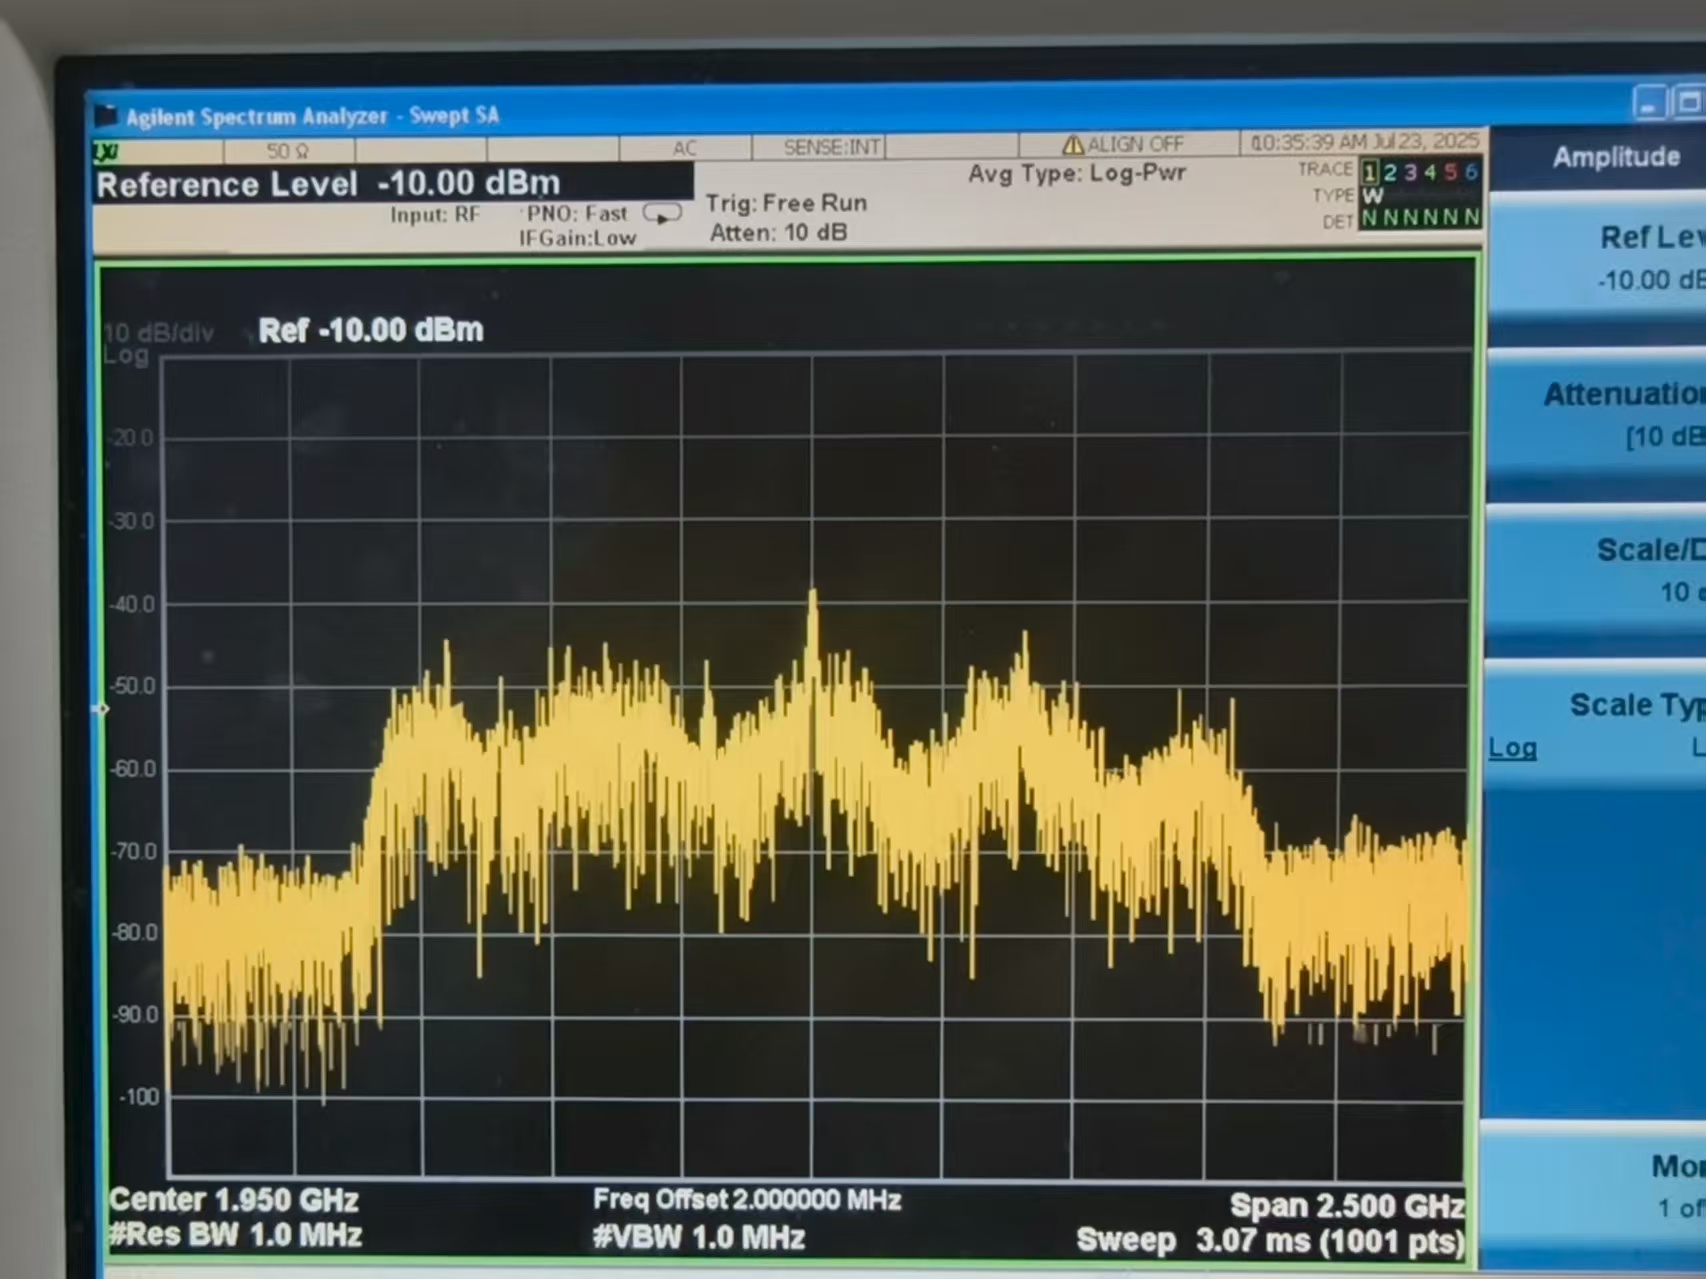 Agilent Spectrum Analyzer - Swept SA
LXI 50 Ω AC SENSE:INT ALIGN OFF 10:35:39 AM Jul 23, 2025
Reference Level -10.00 dBm
Input: RF PNO: Fast
IFGain:Low
Trig: Free Run
Atten: 10 dB
Avg Type: Log-Pwr
TRACE 1 2 3 4 5 6
TYPE W
DET N N N N N N
10 dB/div Ref -10.00 dBm
Log
-20.0
-30.0
-40.0
-50.0
-60.0
-70.0
-80.0
-90.0
-100
Center 1.950 GHz Freq Offset 2.000000 MHz Span 2.500 GHz
#Res BW 1.0 MHz #VBW 1.0 MHz Sweep 3.07 ms (1001 pts)
Amplitude
Ref Lev
-10.00 dB
Attenuation
[10 dB
Scale/D
10 d
Scale Typ
Log L
Mor
1 of